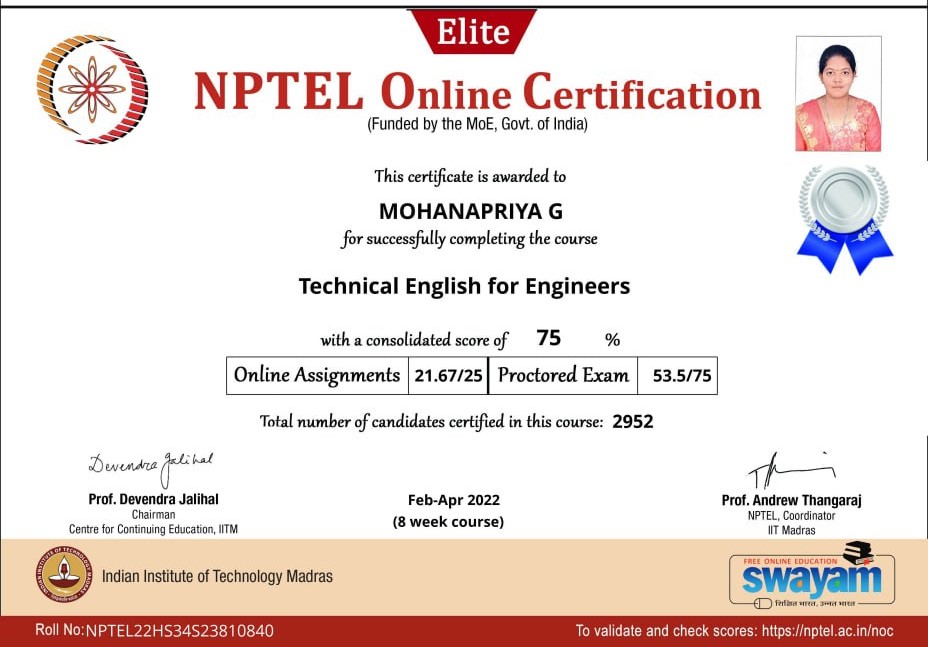 Elite
NPTEL Online Certification
(Funded by the MoE, Govt. of India)
This certificate is awarded to
MOHANAPRIYA G
for successfully completing the course
Technical English for Engineers
with a consolidated score of 75 %
Online Assignments 21.67/25 Proctored Exam 53.5/75
Total number of candidates certified in this course: 2952
Devendra Jalihal
Prof. Devendra Jalihal
Chairman
Centre for Continuing Education, IITM
Feb-Apr 2022
(8 week course)
Prof. Andrew Thangaraj
NPTEL, Coordinator
IIT Madras
INDIAN INSTITUTE OF TECHNOLOGY MADRAS
Indian Institute of Technology Madras
FREE ONLINE EDUCATION
swayam
शिक्षित भारत, उन्नत भारत
Roll No: NPTEL22HS34S23810840
To validate and check scores: https://nptel.ac.in/noc